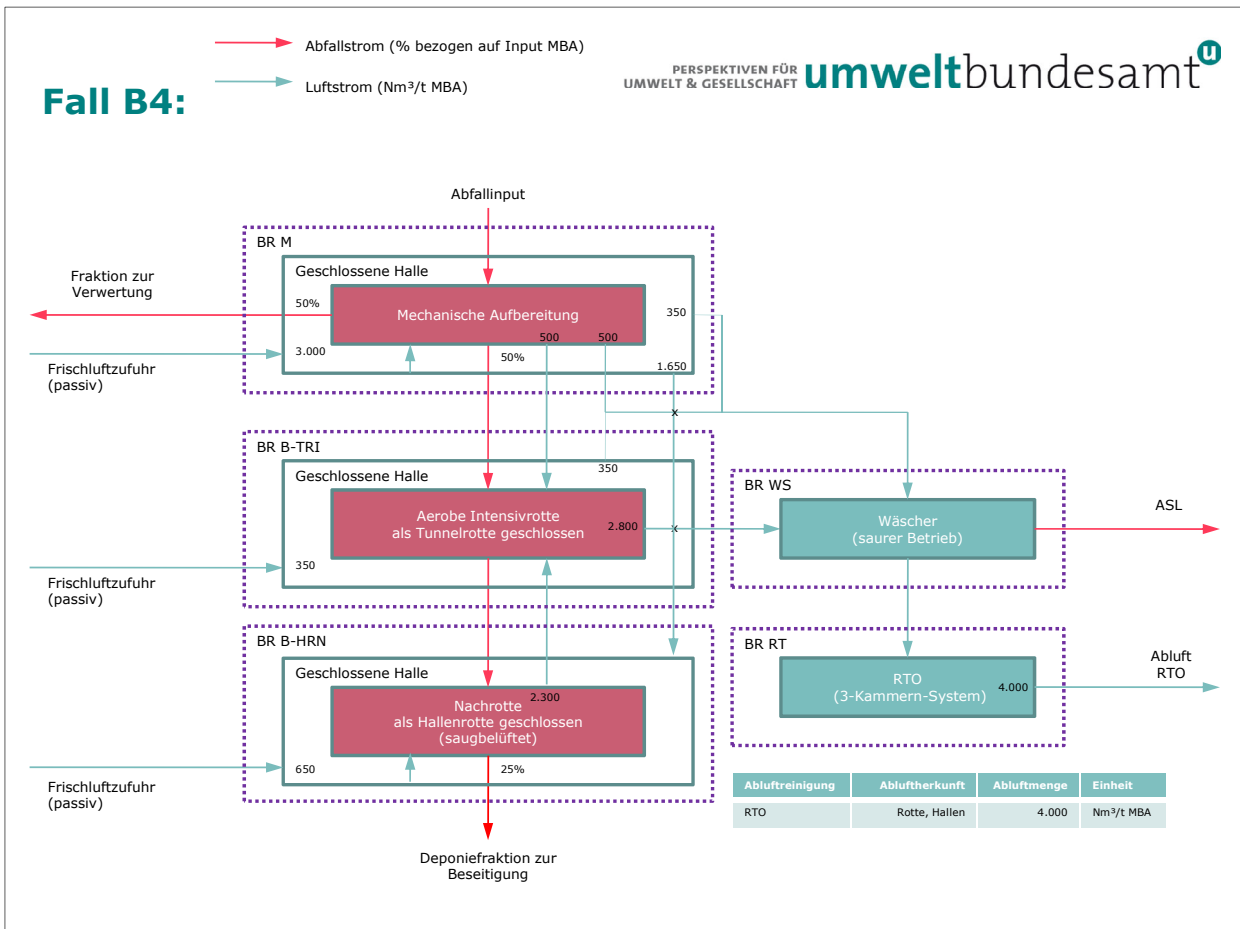 Abfallstrom (% bezogen auf Input MBA)
Luftstrom (Nm³/t MBA)
PERSPEKTIVEN FÜR
UMWELT & GESELLSCHAFT
umweltbundesamt
u
Fall B4:
Abfallinput
BR M
Geschlossene Halle
Fraktion zur
Verwertung
50%
Mechanische Aufbereitung
350
500
500
3.000
50%
1.650
Frischluftzufuhr
(passiv)
x
BR B-TRI
Geschlossene Halle
350
Aerobe Intensivrotte
als Tunnelrotte geschlossen
2.800
x
350
Frischluftzufuhr
(passiv)
BR WS
Wäscher
(saurer Betrieb)
ASL
BR B-HRN
Geschlossene Halle
2.300
Nachrotte
als Hallenrotte geschlossen
(saugbelüftet)
650
25%
Frischluftzufuhr
(passiv)
BR RT
RTO
(3-Kammern-System)
4.000
Abluft
RTO
Abluftreinigung Abluftherkunft Abluftmenge Einheit
RTO Rotte, Hallen 4.000 Nm³/t MBA
Deponiefraktion zur
Beseitigung